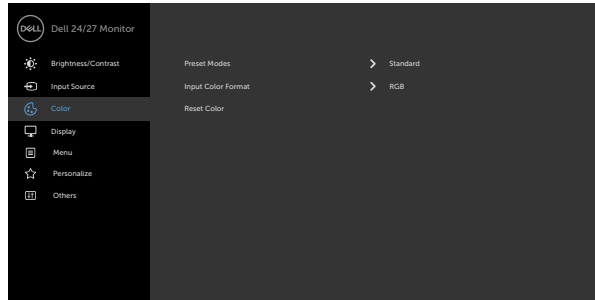 DELL Dell 24/27 Monitor
Brightness/Contrast Preset Modes Standard
Input Source Input Color Format RGB
Color Reset Color
Display
Menu
Personalize
Others